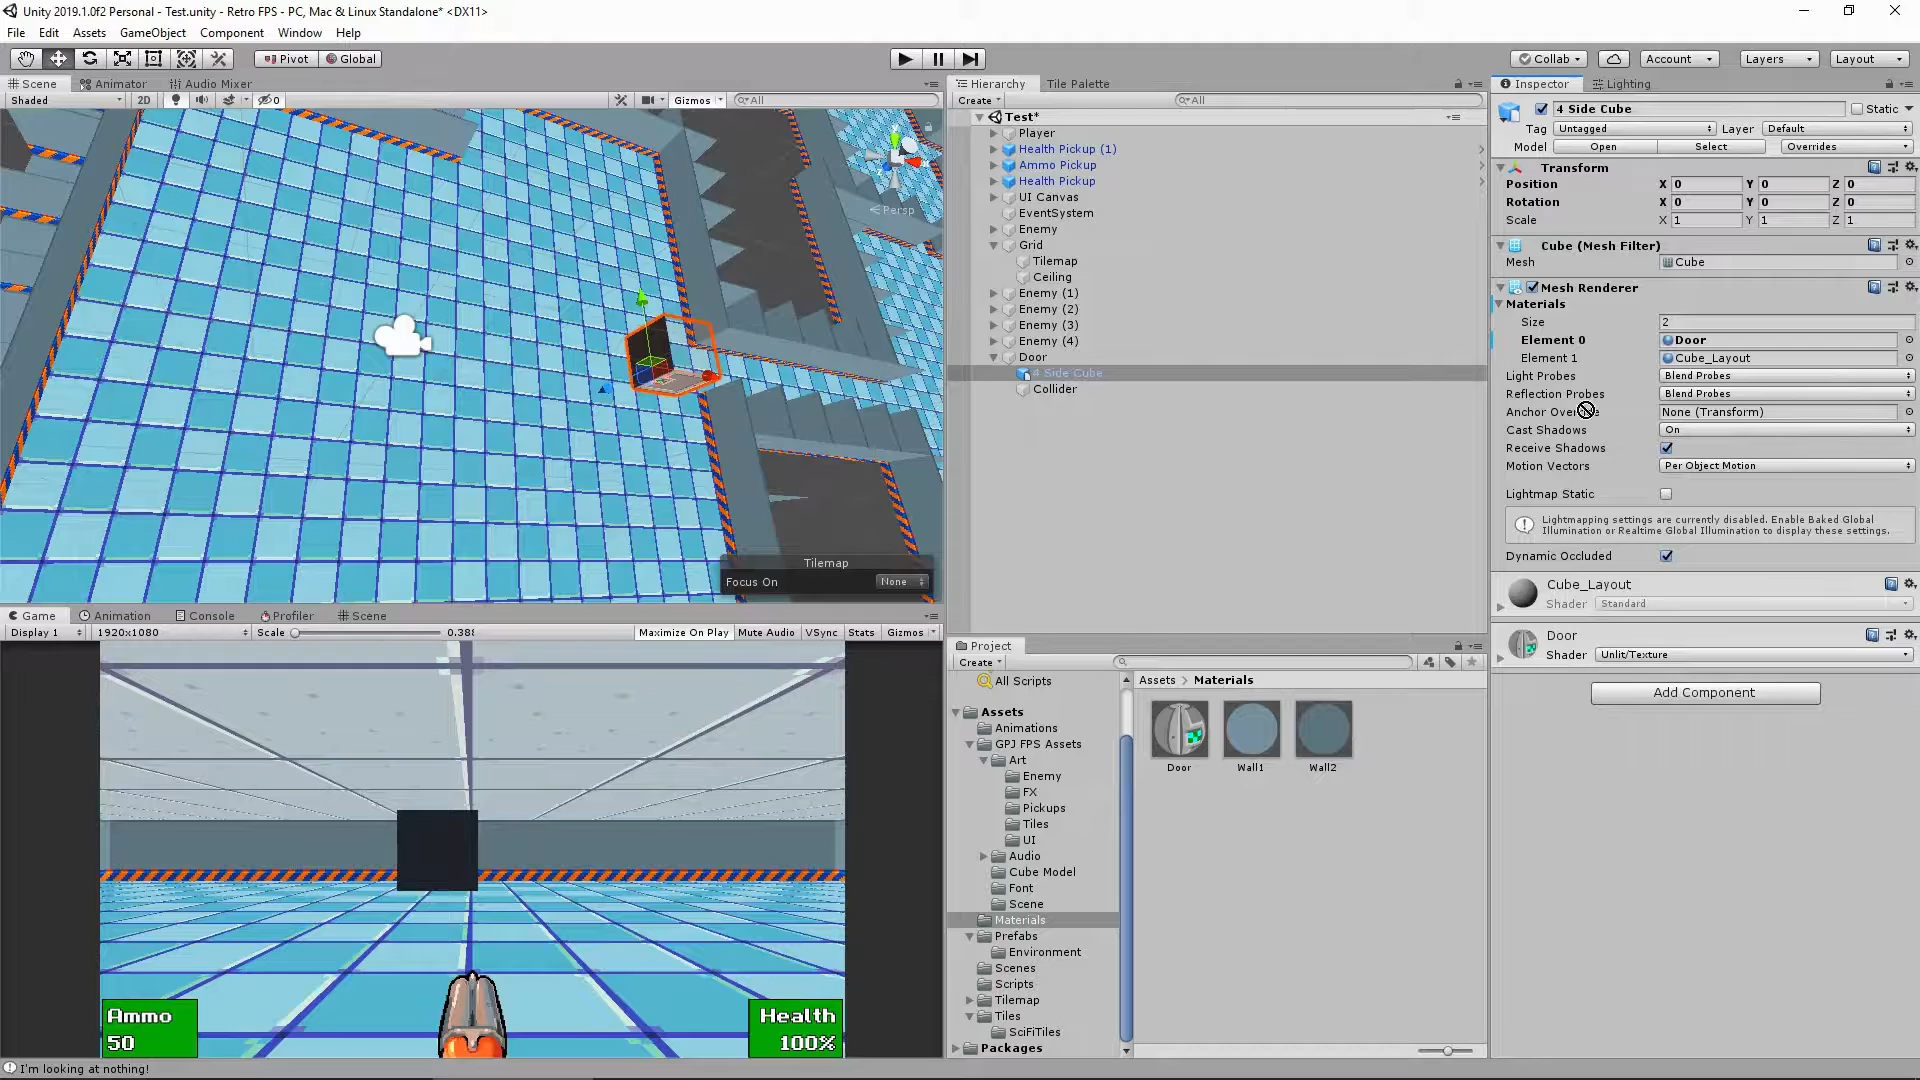 Unity 2019.1.0f2 Personal - Test.unity - Retro FPS - PC, Mac & Linux Standalone* <DX11>
File Edit Assets GameObject Component Window Help
Pivot Global Collab Account Layers Layout
Scene Animator Audio Mixer
Shaded 2D 0 Gizmos All
Persp
Tilemap
Focus On None
Hierarchy Tile Palette
Create All
Test*
Player
Health Pickup (1)
Ammo Pickup
Health Pickup
UI Canvas
EventSystem
Enemy
Grid
Tilemap
Ceiling
Enemy (1)
Enemy (2)
Enemy (3)
Enemy (4)
Door
4 Side Cube
Collider
Inspector Lighting
4 Side Cube Static
Tag Untagged Layer Default
Model Open Select Overrides
Transform
Position X 0 Y 0 Z 0
Rotation X 0 Y 0 Z 0
Scale X 1 Y 1 Z 1
Cube (Mesh Filter)
Mesh Cube
Mesh Renderer
Materials
Size 2
Element 0 Door
Element 1 Cube_Layout
Light Probes Blend Probes
Reflection Probes Blend Probes
Anchor None (Transform)
Cast Shadows On
Receive Shadows
Motion Vectors Per Object Motion
Lightmap Static
Lightmapping settings are currently disabled. Enable Baked Global
Illumination or Realtime Global Illumination to display these settings.
Dynamic Occluded
Cube_Layout
Shader Standard
Door
Shader Unlit/Texture
Add Component
Game Animation Console Profiler Scene
Display 1 1920x1080 Scale 0.38 Maximize On Play Mute Audio VSync Stats Gizmos
Ammo
50
Health
100%
Project
Create
All Scripts
Assets
Animations
GPJ FPS Assets
Art
Enemy
FX
Pickups
Tiles
UI
Audio
Cube Model
Font
Scene
Materials
Prefabs
Environment
Scenes
Scripts
Tilemap
Tiles
SciFiTiles
Packages
Assets > Materials
Door Wall1 Wall2
I'm looking at nothing!